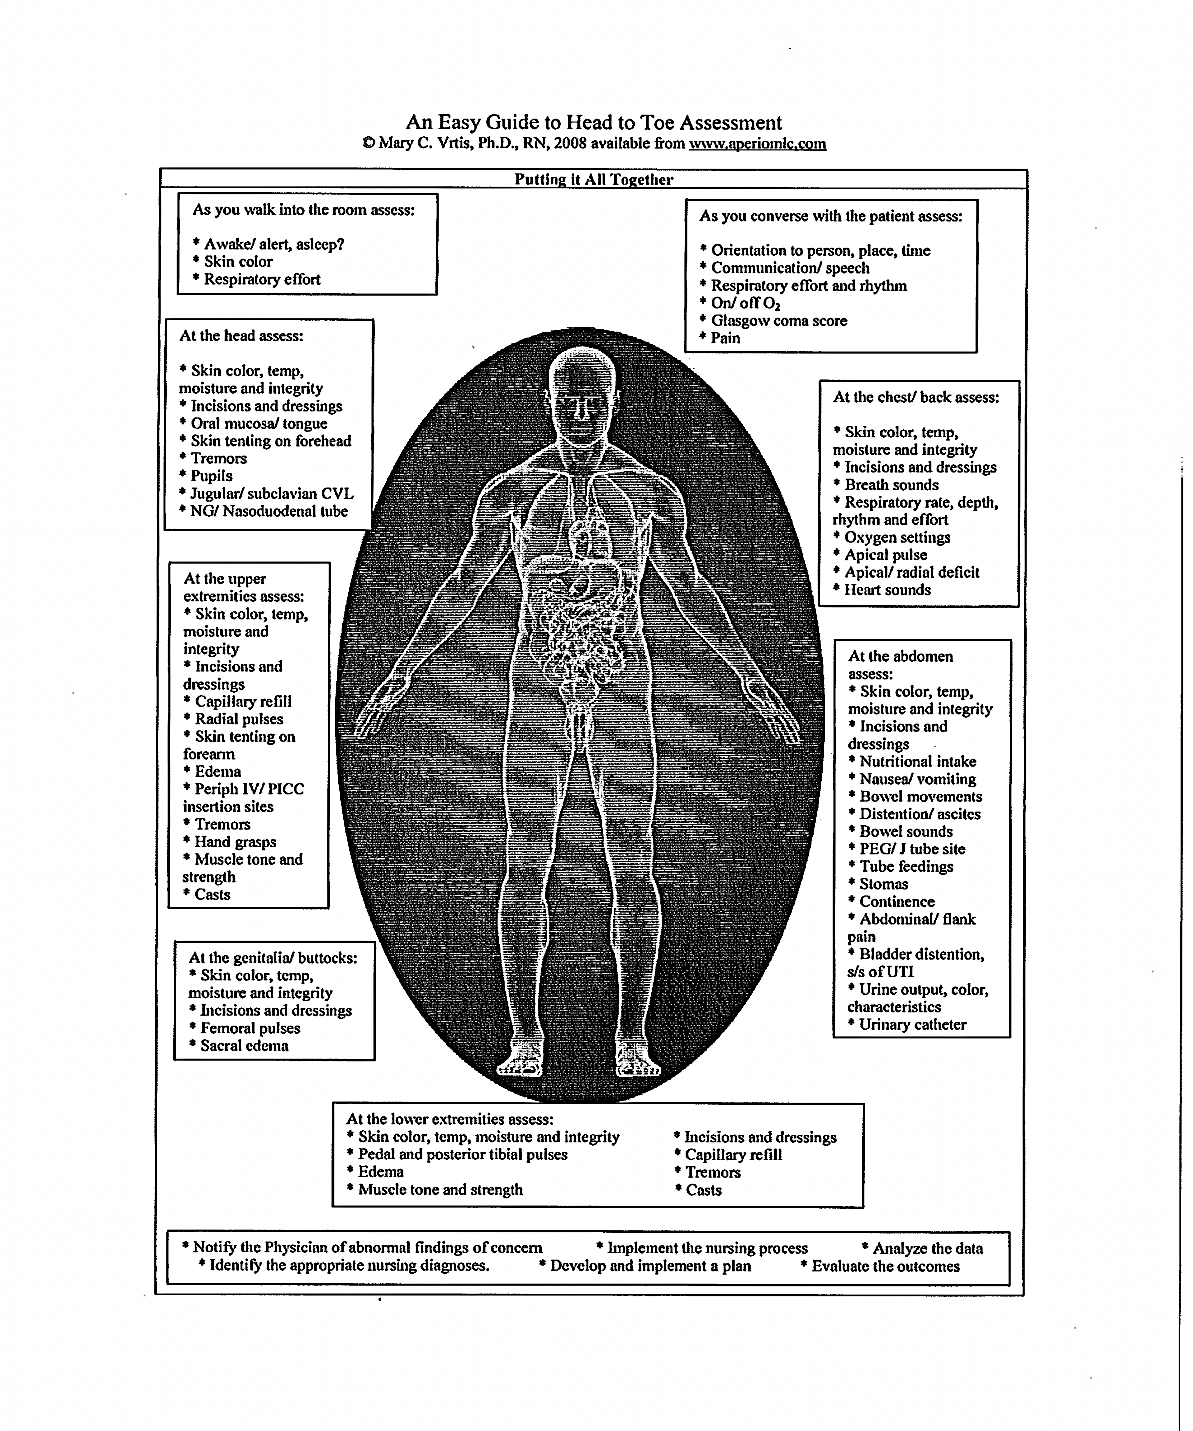 An Easy Guide to Head to Toe Assessment
© Mary C. Vrtis, Ph.D., RN, 2008 available from www.aperiomlc.com
Putting it All Together
As you walk into the room assess:
* Awake/ alert, asleep?
* Skin color
* Respiratory effort
As you converse with the patient assess:
* Orientation to person, place, time
* Communication/ speech
* Respiratory effort and rhythm
* On/ off O₂
* Glasgow coma score
* Pain
At the head assess:
* Skin color, temp,
moisture and integrity
* Incisions and dressings
* Oral mucosa/ tongue
* Skin tenting on forehead
* Tremors
* Pupils
* Jugular/ subclavian CVL
* NG/ Nasoduodenal tube
At the chest/ back assess:
* Skin color, temp,
moisture and integrity
* Incisions and dressings
* Breath sounds
* Respiratory rate, depth,
rhythm and effort
* Oxygen settings
* Apical pulse
* Apical/ radial deficit
* Heart sounds
At the upper
extremities assess:
* Skin color, temp,
moisture and
integrity
* Incisions and
dressings
* Capillary refill
* Radial pulses
* Skin tenting on
forearm
* Edema
* Periph IV/ PICC
insertion sites
* Tremors
* Hand grasps
* Muscle tone and
strength
* Casts
At the abdomen
assess:
* Skin color, temp,
moisture and integrity
* Incisions and
dressings
* Nutritional intake
* Nausea/ vomiting
* Bowel movements
* Distention/ ascites
* Bowel sounds
* PEG/ J tube site
* Tube feedings
* Stomas
* Continence
* Abdominal/ flank
pain
* Bladder distention,
s/s of UTI
* Urine output, color,
characteristics
* Urinary catheter
At the genitalia/ buttocks:
* Skin color, temp,
moisture and integrity
* Incisions and dressings
* Femoral pulses
* Sacral edema
At the lower extremities assess:
* Skin color, temp, moisture and integrity * Incisions and dressings
* Pedal and posterior tibial pulses * Capillary refill
* Edema * Tremors
* Muscle tone and strength * Casts
* Notify the Physician of abnormal findings of concern * Implement the nursing process * Analyze the data
* Identify the appropriate nursing diagnoses. * Develop and implement a plan * Evaluate the outcomes